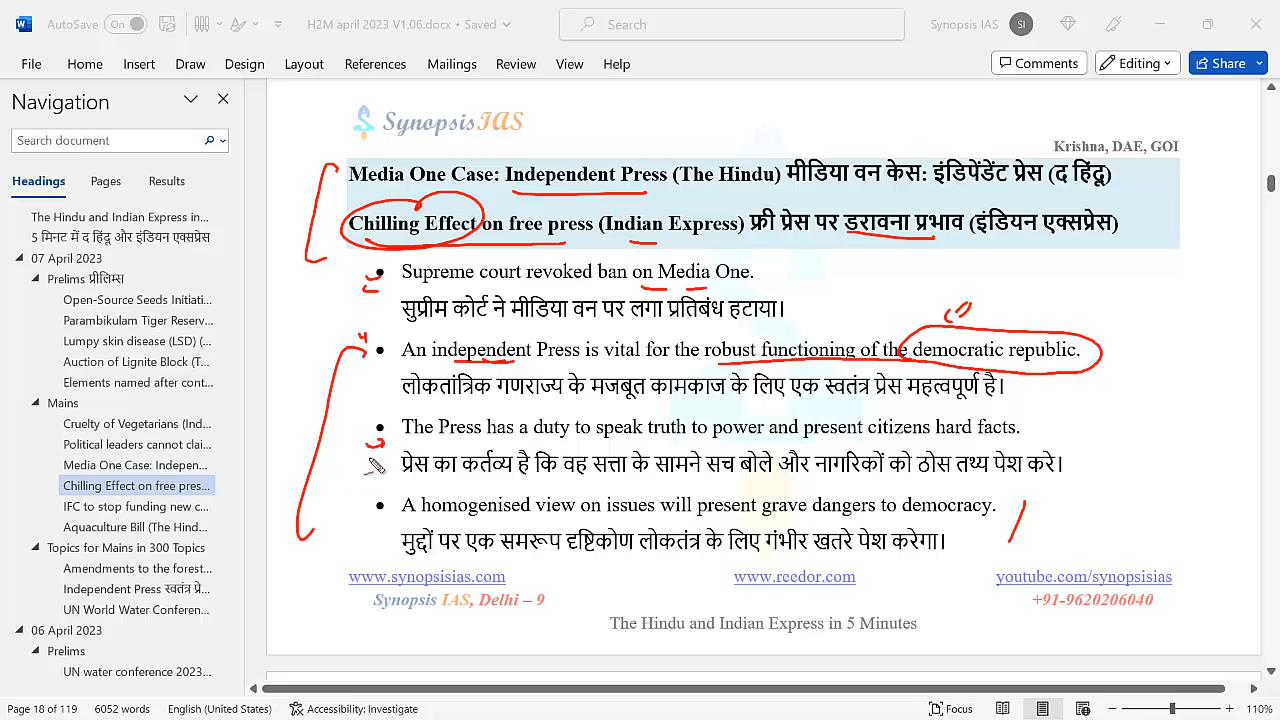 AutoSave On H2M april 2023 V1.06.docx • Saved Search Synopsis IAS SI
File Home Insert Draw Design Layout References Mailings Review View Help Comments Editing Share
Navigation
Search document
Headings Pages Results
The Hindu and Indian Express in...
5 मिनट में द हिंदू और इंडियन एक्सप्रेस
07 April 2023
Prelims प्रीलिम्स
Open-Source Seeds Initiati...
Parambikulam Tiger Reserv...
Lumpy skin disease (LSD) (...
Auction of Lignite Block (T...
Elements named after cont...
Mains
Cruelty of Vegetarians (Ind...
Political leaders cannot clai...
Media One Case: Indepen...
Chilling Effect on free pres...
IFC to stop funding new c...
Aquaculture Bill (The Hind...
Topics for Mains in 300 Topics
Amendments to the forest...
Independent Press स्वतंत्र प्रे...
UN World Water Conferen...
06 April 2023
Prelims
UN water conference 2023...
SynopsisIAS
Krishna, DAE, GOI
Media One Case: Independent Press (The Hindu) मीडिया वन केस: इंडिपेंडेंट प्रेस (द हिंदू)
Chilling Effect on free press (Indian Express) फ्री प्रेस पर डरावना प्रभाव (इंडियन एक्सप्रेस)
• Supreme court revoked ban on Media One.
सुप्रीम कोर्ट ने मीडिया वन पर लगा प्रतिबंध हटाया।
• An independent Press is vital for the robust functioning of the democratic republic.
लोकतांत्रिक गणराज्य के मजबूत कामकाज के लिए एक स्वतंत्र प्रेस महत्वपूर्ण है।
• The Press has a duty to speak truth to power and present citizens hard facts.
प्रेस का कर्तव्य है कि वह सत्ता के सामने सच बोले और नागरिकों को ठोस तथ्य पेश करे।
• A homogenised view on issues will present grave dangers to democracy.
मुद्दों पर एक समरूप दृष्टिकोण लोकतंत्र के लिए गंभीर खतरे पेश करेगा।
www.synopsisias.com www.reedor.com youtube.com/synopsisias
Synopsis IAS, Delhi – 9 +91-9620206040
The Hindu and Indian Express in 5 Minutes
Page 18 of 119 6052 words English (United States) Accessibility: Investigate Focus 110%